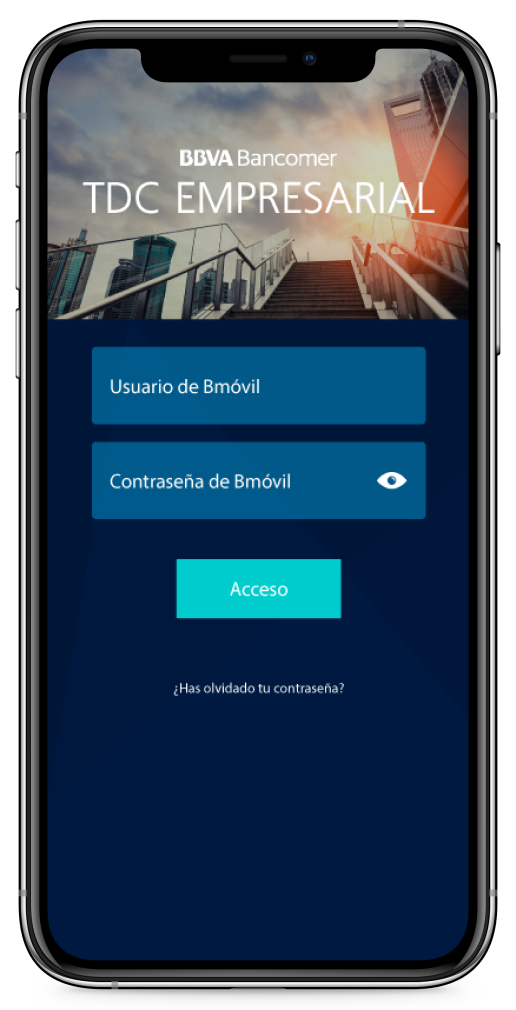 BBVA Bancomer
TDC EMPRESARIAL
Usuario de Bmóvil
Contraseña de Bmóvil
Acceso
¿Has olvidado tu contraseña?